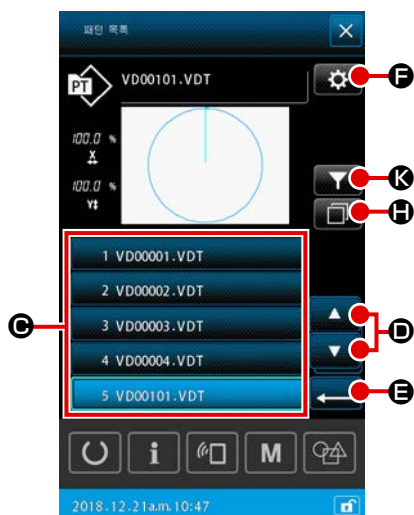 패턴 목록
PT
VD00101.VDT
F
100.0 %
X
K
100.0 %
Y
H
1 VD00001.VDT
2 VD00002.VDT
3 VD00003.VDT
C
D
4 VD00004.VDT
5 VD00101.VDT
E
i
M
2018.12.21a.m.10:47